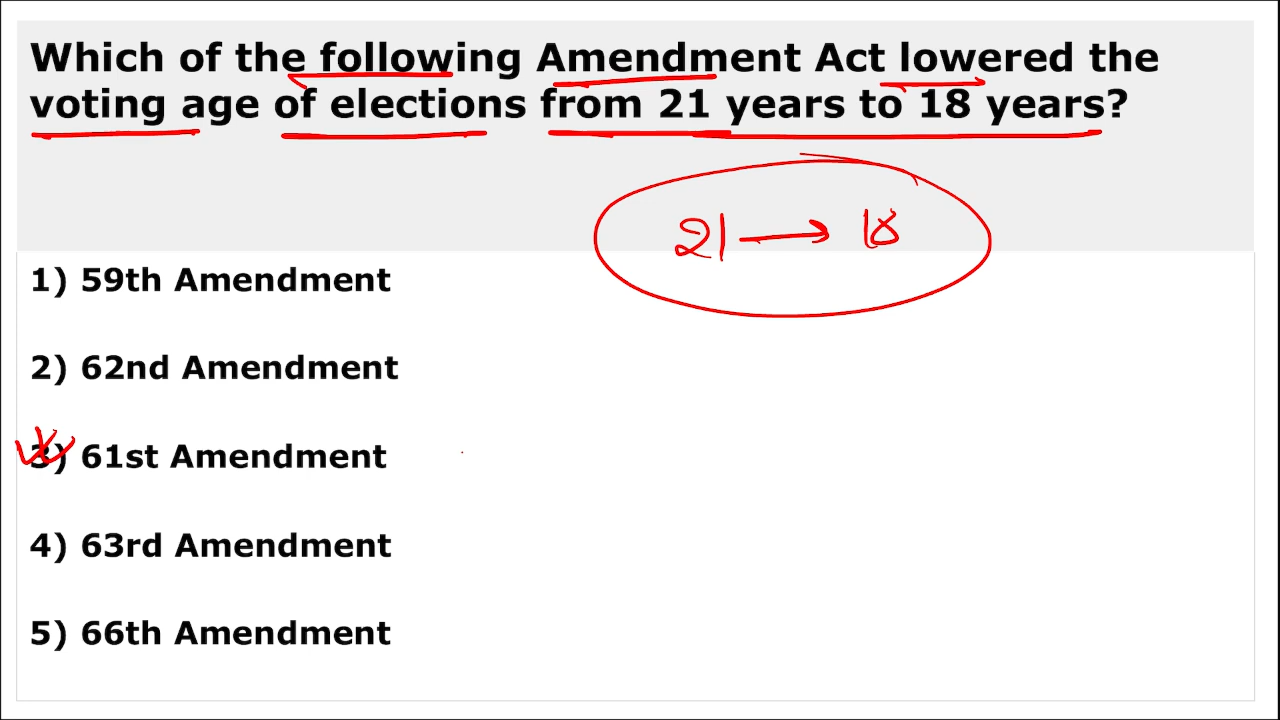 Which of the following Amendment Act lowered the
voting age of elections from 21 years to 18 years?
21 → 18
1) 59th Amendment
2) 62nd Amendment
3) 61st Amendment
4) 63rd Amendment
5) 66th Amendment